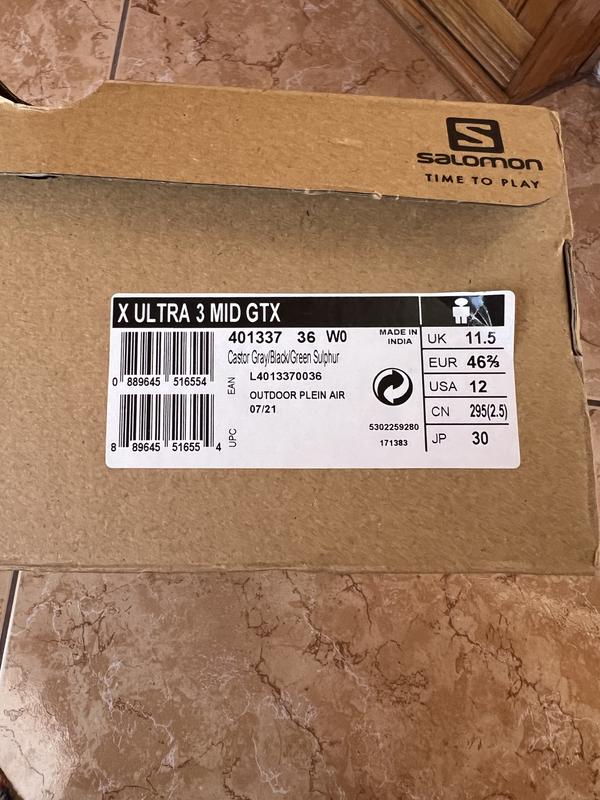 S
salomon
TIME TO PLAY
X ULTRA 3 MID GTX
401337 36 W0
MADE IN
INDIA
Castor Gray/Black/Green Sulphur
0 889645 516554
EAN
L4013370036
OUTDOOR PLEIN AIR
07/21
8 89645 51655 4
UPC
5302259280
171383
UK 11.5
EUR 46⅔
USA 12
CN 295(2.5)
JP 30